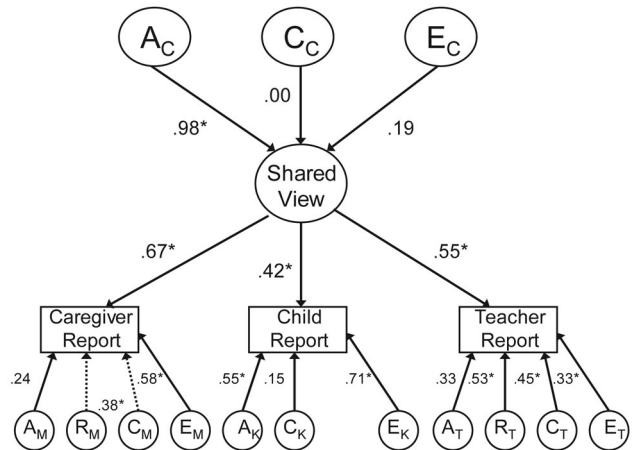 A_C C_C E_C
.98* .00 .19
Shared
View
.67* .42* .55*
Caregiver
Report
Child
Report
Teacher
Report
.24 .38* .58* .55* .15 .71* .33 .53* .45* .33*
A_M R_M C_M E_M A_K C_K E_K A_T R_T C_T E_T